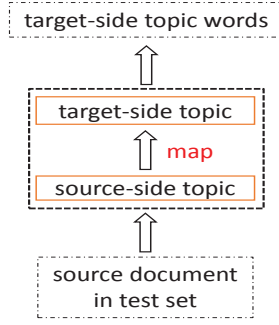 target-side topic words
target-side topic
map
source-side topic
source document
in test set